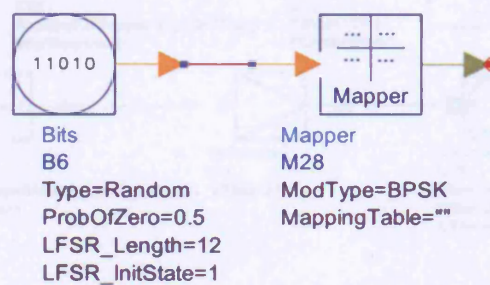 11010
Mapper
Bits
B6
Type=Random
ProbOfZero=0.5
LFSR_Length=12
LFSR_InitState=1
Mapper
M28
ModType=BPSK
MappingTable=""